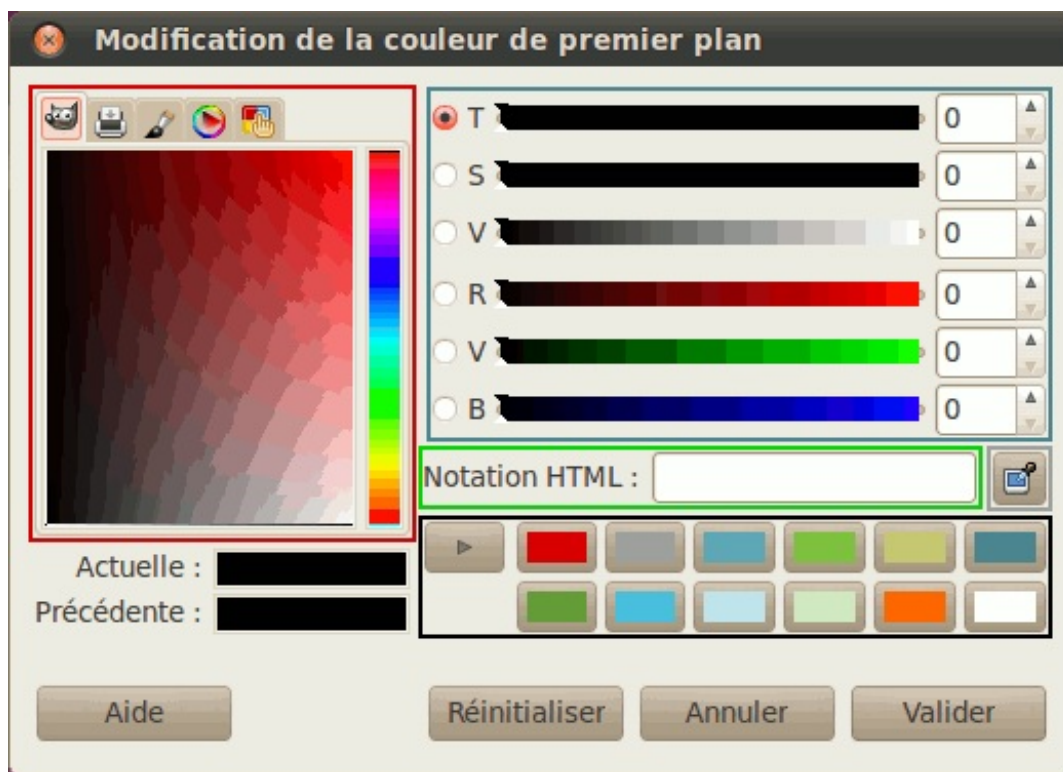 Modification de la couleur de premier plan
T 0
S 0
V 0
R 0
V 0
B 0
Notation HTML :
Actuelle :
Précédente :
Aide Réinitialiser Annuler Valider